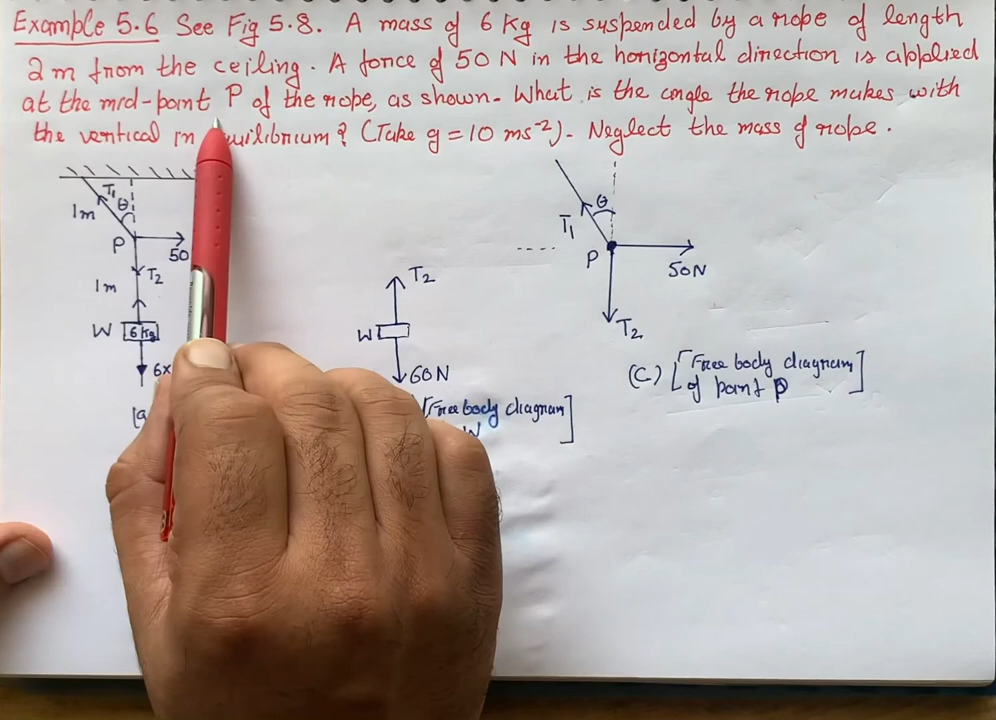 Example 5.6 See Fig 5.8. A mass of 6 Kg is suspended by a rope of length
2m from the ceiling. A force of 50 N in the horizontal direction is applied
at the mid-point P of the rope, as shown. What is the angle the rope makes with
the vertical in uilibrium? (Take g = 10 ms⁻²). Neglect the mass of rope.
T₁
θ
1m
P
50
T₂
1m
W 6 Kg
6x
(a
T₂
W
60N
[Free body diagram
W ]
T₁
θ
P
50N
T₂
(C) [Free body diagram
of point P]